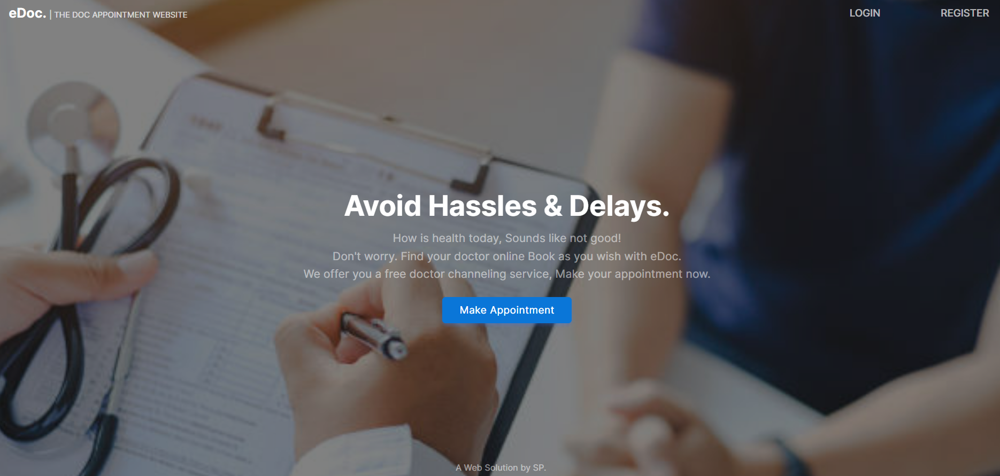 eDoc. | THE DOC APPOINTMENT WEBSITE
LOGIN
REGISTER
Avoid Hassles & Delays.
How is health today, Sounds like not good!
Don't worry. Find your doctor online Book as you wish with eDoc.
We offer you a free doctor channeling service, Make your appointment now.
Make Appointment
A Web Solution by SP.